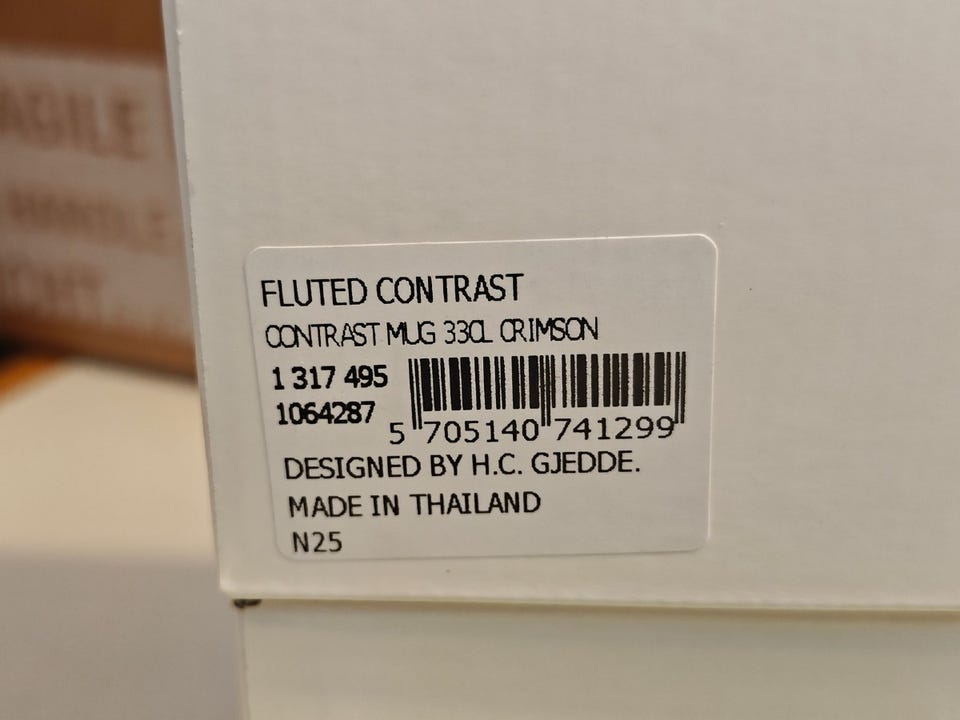 FLUTED CONTRAST
CONTRAST MUG 33CL CRIMSON
1 317 495
1064287
5 705140 741299
DESIGNED BY H.C. GJEDDE.
MADE IN THAILAND
N25